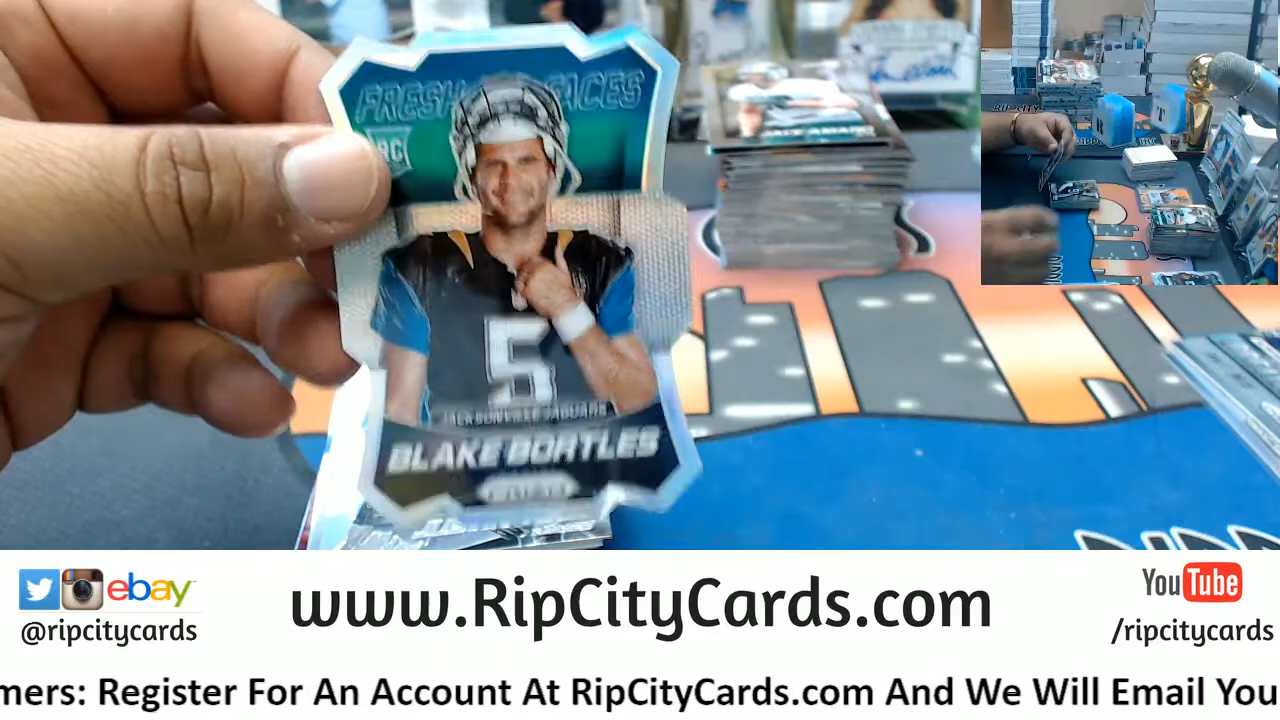 FRESH FACES
RC
5
JACKSONVILLE JAGUARS
BLAKE BORTLES
ebay
@ripcitycards
www.RipCityCards.com
YouTube
/ripcitycards
mers: Register For An Account At RipCityCards.com And We Will Email You